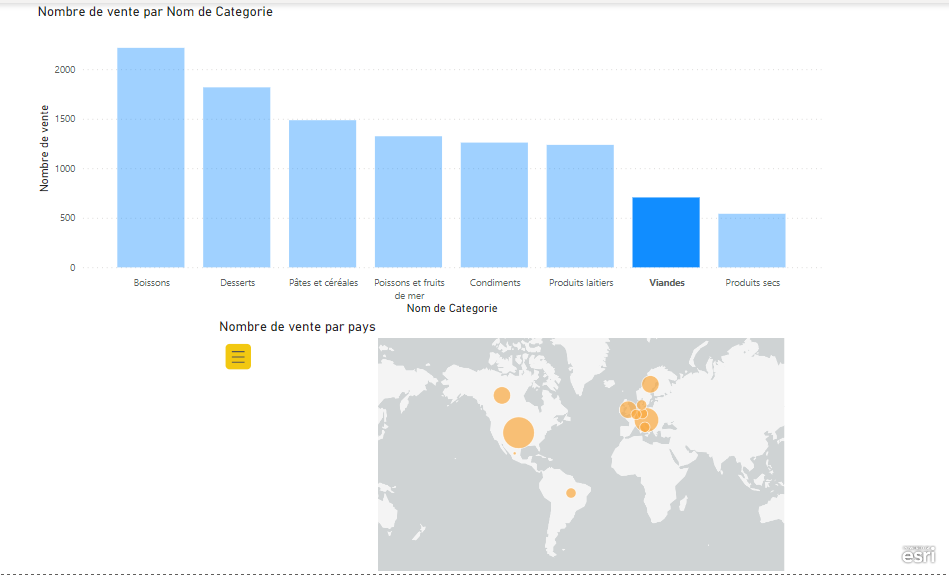 Nombre de vente par Nom de Categorie
Nombre de vente
2000
1500
1000
500
0
Boissons
Desserts
Pâtes et céréales
Poissons et fruits
de mer
Condiments
Produits laitiers
Viandes
Produits secs
Nom de Categorie
Nombre de vente par pays
esri